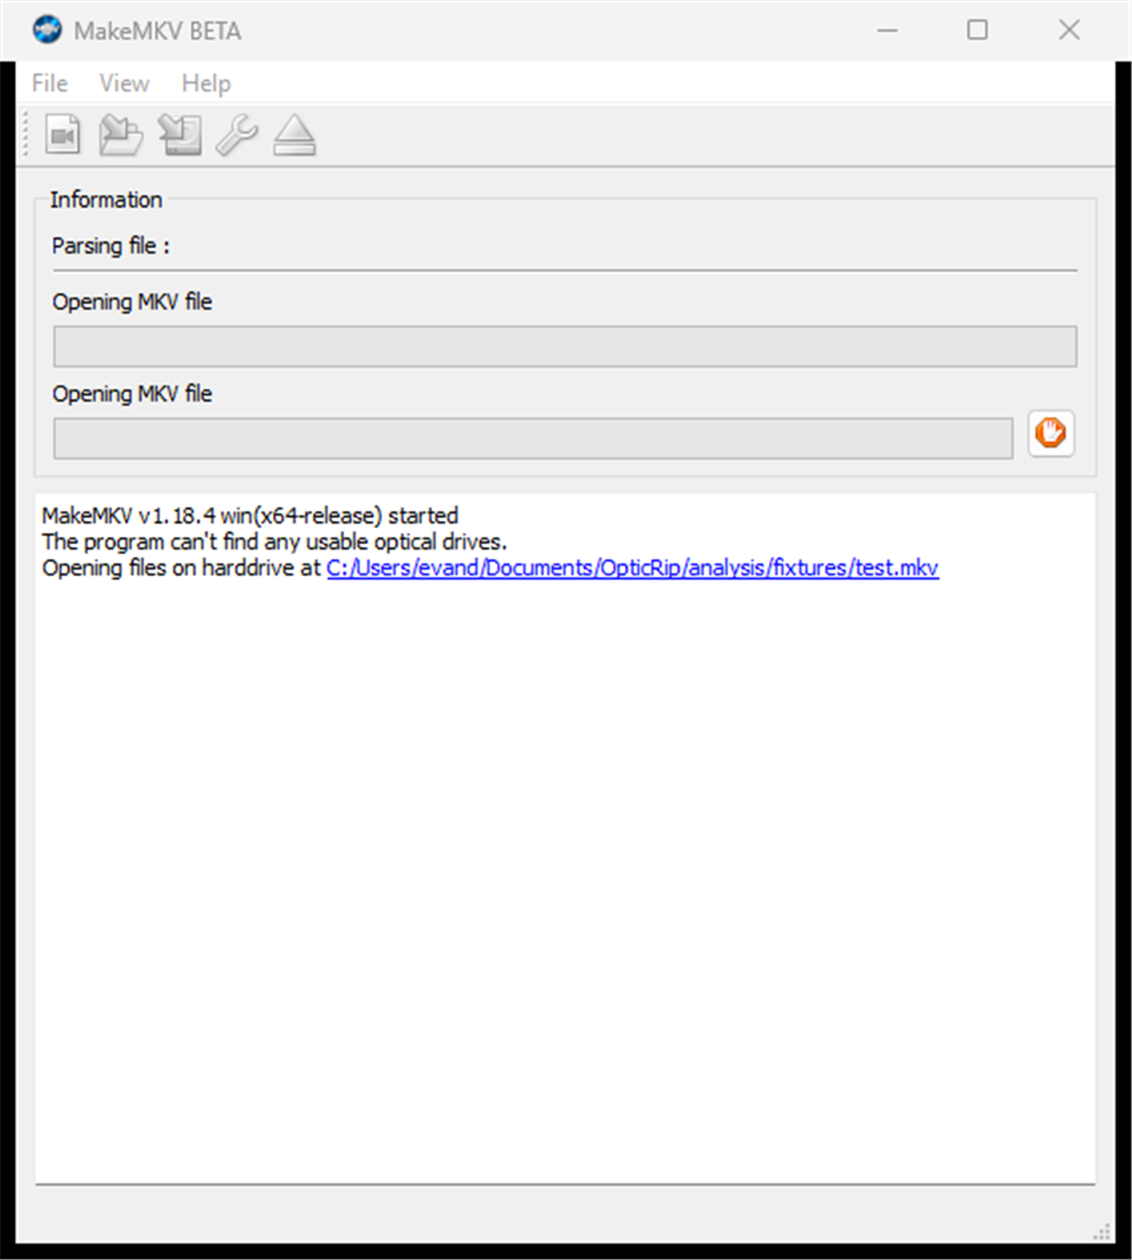 MakeMKV BETA
File View Help
Information
Parsing file :
Opening MKV file
Opening MKV file
MakeMKV v1.18.4 win(x64-release) started
The program can't find any usable optical drives.
Opening files on harddrive at C:/Users/evand/Documents/OpticRip/analysis/fixtures/test.mkv